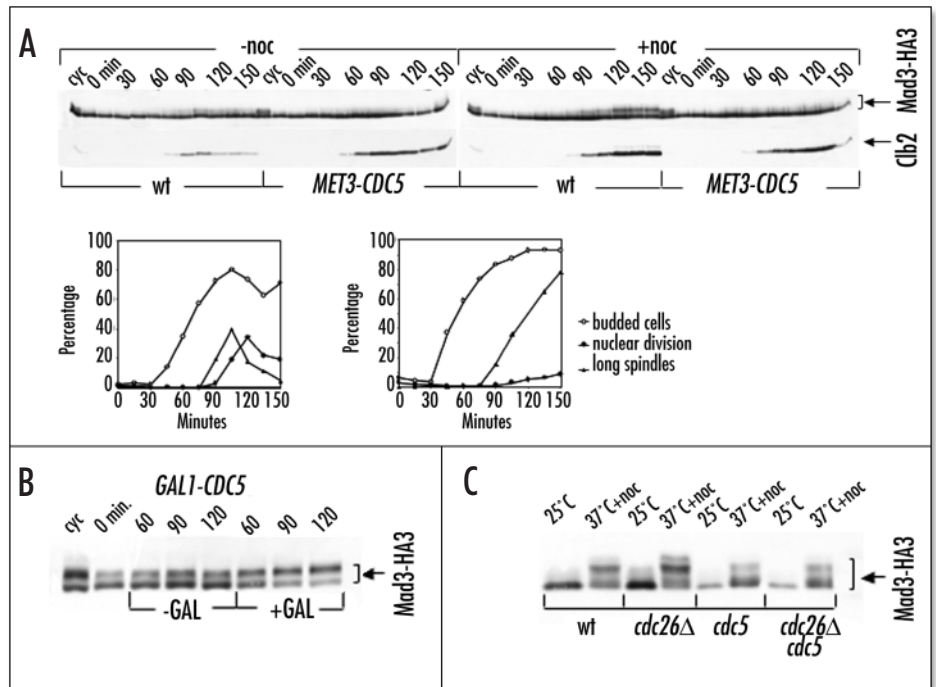 A
-noc
+noc
cyc 0 min 30 60 90 120 150 cyc 0 min 30 60 90 120 150 cyc 0 min 30 60 90 120 150 cyc 0 min 30 60 90 120 150
Mad3-HA3
Clb2
wt MET3-CDC5 wt MET3-CDC5
100
80
60
40
20
0
Percentage
0 30 60 90 120 150
Minutes
100
80
60
40
20
0
Percentage
0 30 60 90 120 150
Minutes
budded cells
nuclear division
long spindles
B
GAL1-CDC5
cyc 0 min. 60 90 120 60 90 120
Mad3-HA3
-GAL +GAL
C
25°C 37°C+noc 25°C 37°C+noc 25°C 37°C+noc 25°C 37°C+noc
Mad3-HA3
wt cdc26Δ cdc5 cdc26Δ
cdc5